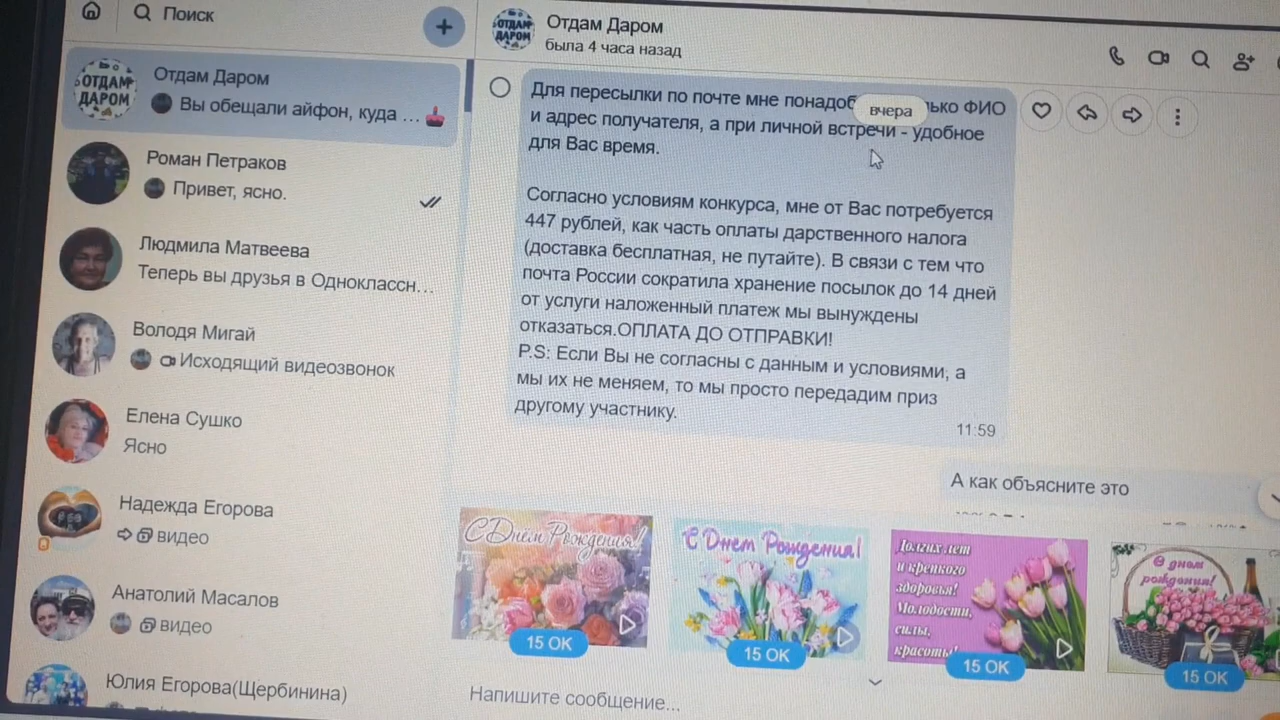 Поиск
+
ОТДАМ
ДАРОМ
Отдам Даром
Вы обещали айфон, куда ...
Роман Петраков
Привет, ясно.
Людмила Матвеева
Теперь вы друзья в Одноклассн...
Володя Мигай
Исходящий видеозвонок
Елена Сушко
Ясно
Надежда Егорова
видео
Анатолий Масалов
видео
Юлия Егорова(Щербинина)
ОТДАМ
ДАРОМ
Отдам Даром
была 4 часа назад
вчера
Для пересылки по почте мне ФИО
и адрес получателя, а при личной встречи - удобное
для Вас время.
Согласно условиям конкурса, мне от Вас потребуется
447 рублей, как часть оплаты дарственного налога
(доставка бесплатная, не путайте). В связи с тем что
почта России сократила хранение посылок до 14 дней
от услуги наложенный платеж мы вынуждены
отказаться.ОПЛАТА ДО ОТПРАВКИ!
P.S: Если Вы не согласны с данным и условиями, а
мы их не меняем, то мы просто передадим приз
другому участнику.
11:59
А как объясните это
С Днем Рождения!
15 OK
С Днем Рождения!
15 OK
Долгих лет
и крепкого
здоровья!
Молодости,
силы,
красоты!
15 OK
С днем
рождения!
15 OK
Напишите сообщение...